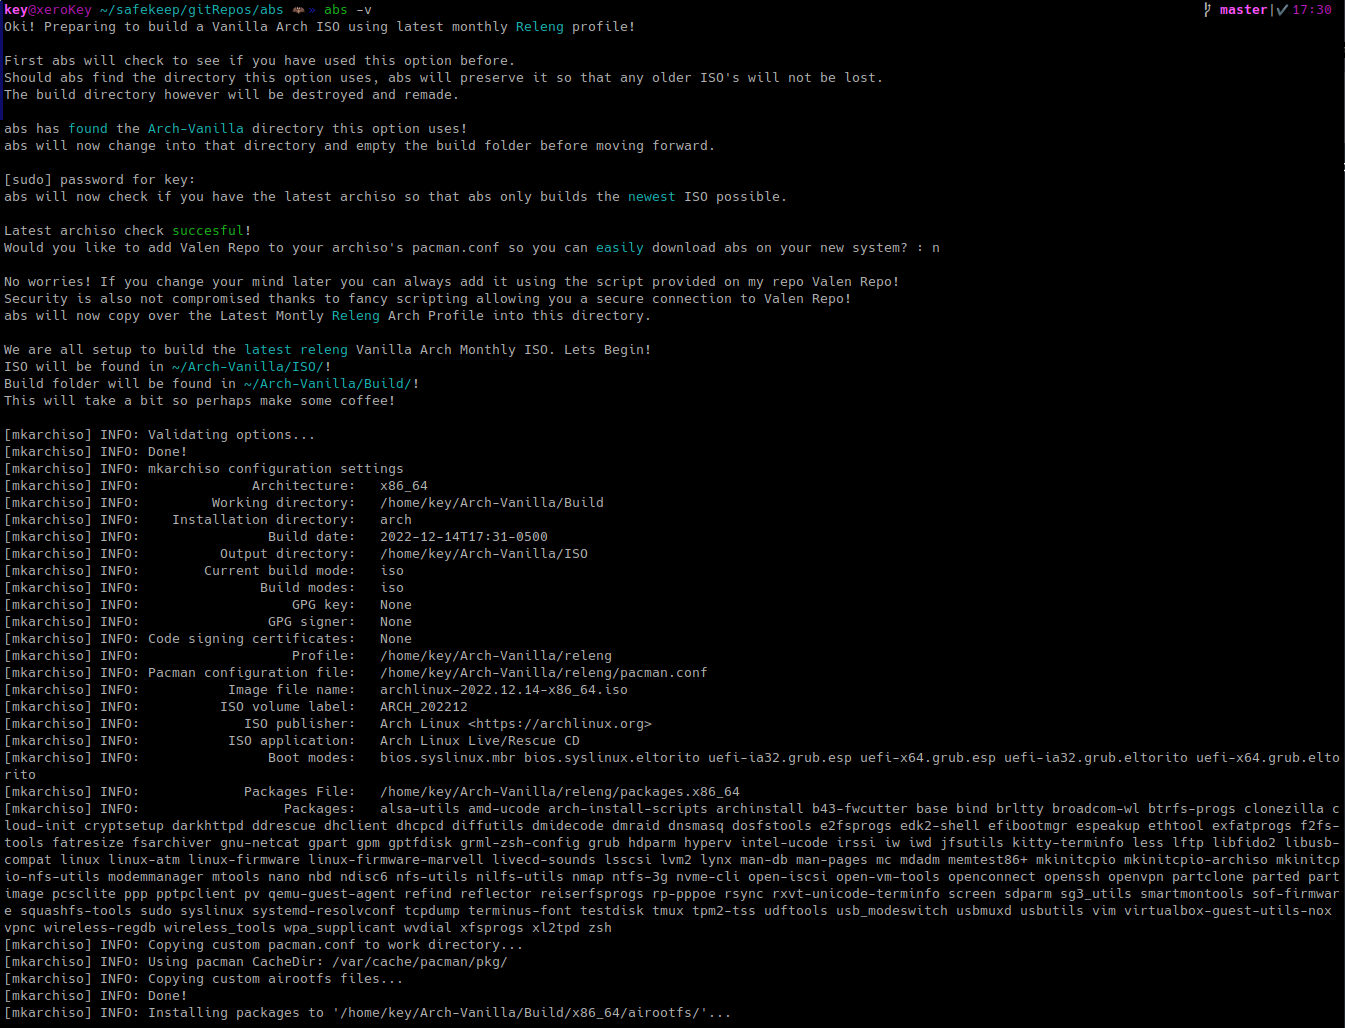 key@xeroKey ~/safekeep/gitRepos/abs » abs -v master|✔ 17:30
Oki! Preparing to build a Vanilla Arch ISO using latest monthly Releng profile!
First abs will check to see if you have used this option before.
Should abs find the directory this option uses, abs will preserve it so that any older ISO's will not be lost.
The build directory however will be destroyed and remade.
abs has found the Arch-Vanilla directory this option uses!
abs will now change into that directory and empty the build folder before moving forward.
[sudo] password for key:
abs will now check if you have the latest archiso so that abs only builds the newest ISO possible.
Latest archiso check succesful!
Would you like to add Valen Repo to your archiso's pacman.conf so you can easily download abs on your new system? : n
No worries! If you change your mind later you can always add it using the script provided on my repo Valen Repo!
Security is also not compromised thanks to fancy scripting allowing you a secure connection to Valen Repo!
abs will now copy over the Latest Montly Releng Arch Profile into this directory.
We are all setup to build the latest releng Vanilla Arch Monthly ISO. Lets Begin!
ISO will be found in ~/Arch-Vanilla/ISO/!
Build folder will be found in ~/Arch-Vanilla/Build/!
This will take a bit so perhaps make some coffee!
[mkarchiso] INFO: Validating options...
[mkarchiso] INFO: Done!
[mkarchiso] INFO: mkarchiso configuration settings
[mkarchiso] INFO: Architecture: x86_64
[mkarchiso] INFO: Working directory: /home/key/Arch-Vanilla/Build
[mkarchiso] INFO: Installation directory: arch
[mkarchiso] INFO: Build date: 2022-12-14T17:31-0500
[mkarchiso] INFO: Output directory: /home/key/Arch-Vanilla/ISO
[mkarchiso] INFO: Current build mode: iso
[mkarchiso] INFO: Build modes: iso
[mkarchiso] INFO: GPG key: None
[mkarchiso] INFO: GPG signer: None
[mkarchiso] INFO: Code signing certificates: None
[mkarchiso] INFO: Profile: /home/key/Arch-Vanilla/releng
[mkarchiso] INFO: Pacman configuration file: /home/key/Arch-Vanilla/releng/pacman.conf
[mkarchiso] INFO: Image file name: archlinux-2022.12.14-x86_64.iso
[mkarchiso] INFO: ISO volume label: ARCH_202212
[mkarchiso] INFO: ISO publisher: Arch Linux <https://archlinux.org>
[mkarchiso] INFO: ISO application: Arch Linux Live/Rescue CD
[mkarchiso] INFO: Boot modes: bios.syslinux.mbr bios.syslinux.eltorito uefi-ia32.grub.esp uefi-x64.grub.esp uefi-ia32.grub.eltorito uefi-x64.grub.elto
rito
[mkarchiso] INFO: Packages File: /home/key/Arch-Vanilla/releng/packages.x86_64
[mkarchiso] INFO: Packages: alsa-utils amd-ucode arch-install-scripts archinstall b43-fwcutter base bind brltty broadcom-wl btrfs-progs clonezilla c
loud-init cryptsetup darkhttpd ddrescue dhclient dhcpcd diffutils dmidecode dmraid dnsmasq dosfstools e2fsprogs edk2-shell efibootmgr espeakup ethtool exfatprogs f2fs-
tools fatresize fsarchiver gnu-netcat gpart gpm gptfdisk grml-zsh-config grub hdparm hyperv intel-ucode irssi iw iwd jfsutils kitty-terminfo less lftp libfido2 libusb-
compat linux linux-atm linux-firmware linux-firmware-marvell livecd-sounds lsscsi lvm2 lynx man-db man-pages mc mdadm memtest86+ mkinitcpio mkinitcpio-archiso mkinitcp
io-nfs-utils modemmanager mtools nano nbd ndisc6 nfs-utils nilfs-utils nmap ntfs-3g nvme-cli open-iscsi open-vm-tools openconnect openssh openvpn partclone parted part
image pcsclite ppp pptpclient pv qemu-guest-agent refind reflector reiserfsprogs rp-pppoe rsync rxvt-unicode-terminfo screen sdparm sg3_utils smartmontools sof-firmwar
e squashfs-tools sudo syslinux systemd-resolvconf tcpdump terminus-font testdisk tmux tpm2-tss udftools usb_modeswitch usbmuxd usbutils vim virtualbox-guest-utils-nox
vpnc wireless-regdb wireless_tools wpa_supplicant wvdial xfsprogs xl2tpd zsh
[mkarchiso] INFO: Copying custom pacman.conf to work directory...
[mkarchiso] INFO: Using pacman CacheDir: /var/cache/pacman/pkg/
[mkarchiso] INFO: Copying custom airootfs files...
[mkarchiso] INFO: Done!
[mkarchiso] INFO: Installing packages to '/home/key/Arch-Vanilla/Build/x86_64/airootfs/'...